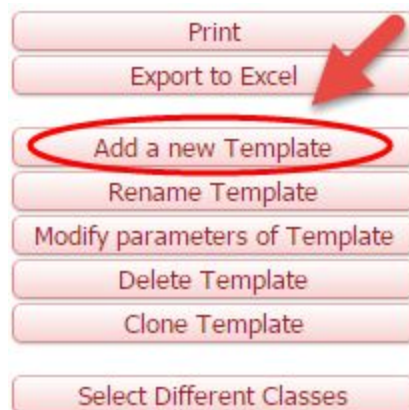 Print
Export to Excel
Add a new Template
Rename Template
Modify parameters of Template
Delete Template
Clone Template
Select Different Classes